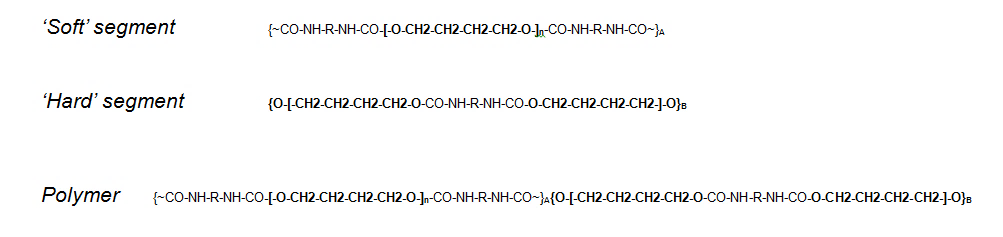 ‘Soft’ segment {~CO-NH-R-NH-CO-[-O-CH2-CH2-CH2-CH2-O-]n-CO-NH-R-NH-CO~}A
‘Hard’ segment {O-[-CH2-CH2-CH2-CH2-O-CO-NH-R-NH-CO-O-CH2-CH2-CH2-CH2-]-O}B
Polymer {~CO-NH-R-NH-CO-[-O-CH2-CH2-CH2-CH2-O-]n-CO-NH-R-NH-CO~}A{O-[-CH2-CH2-CH2-CH2-O-CO-NH-R-NH-CO-O-CH2-CH2-CH2-CH2-]-O}B